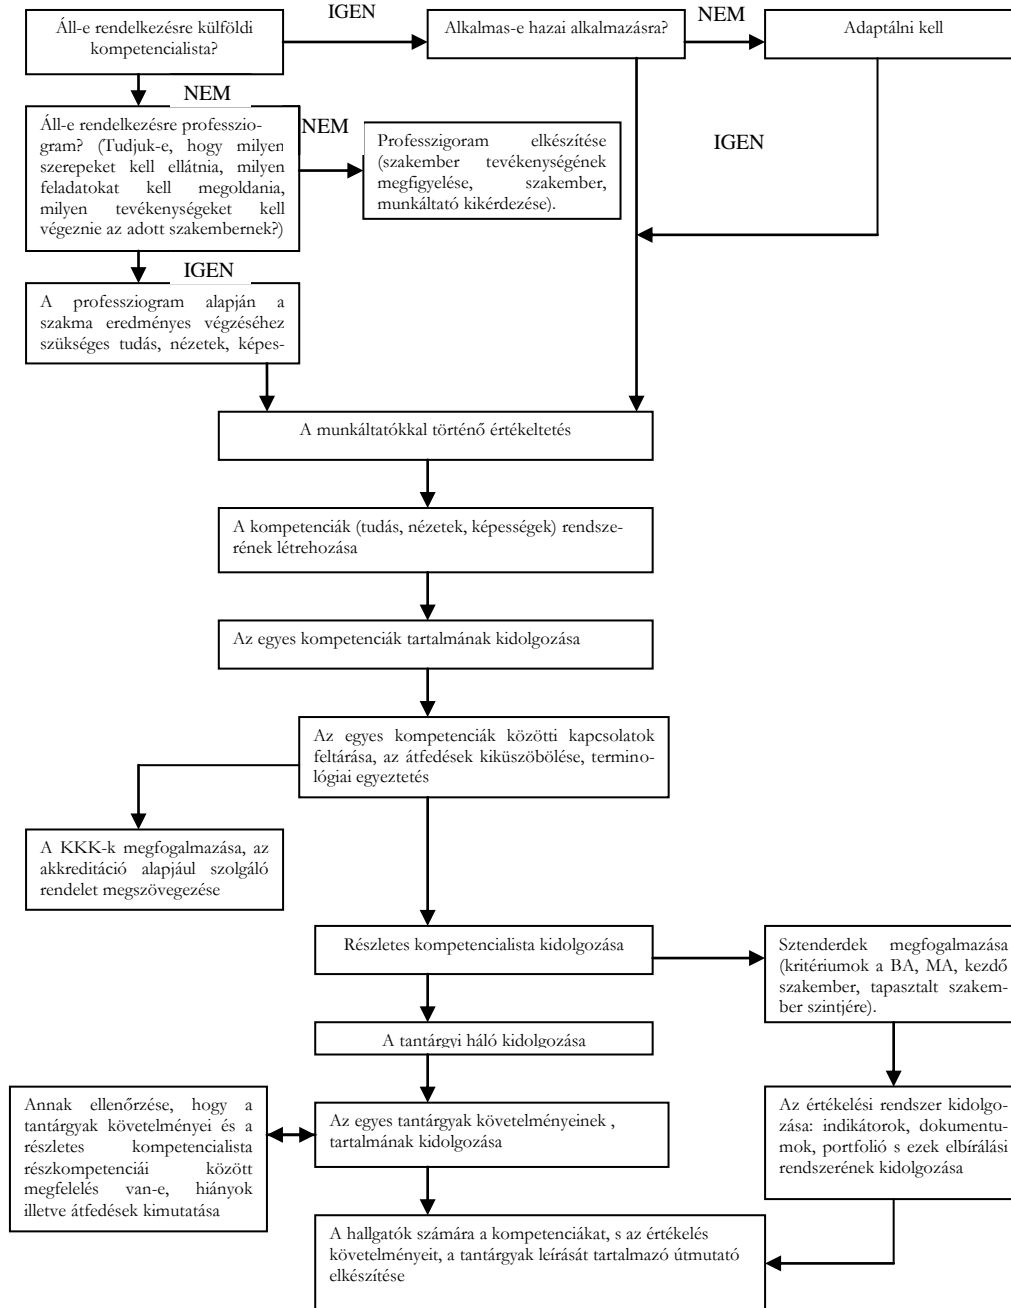 Áll-e rendelkezésre külföldi
kompetencialista?
IGEN
Alkalmas-e hazai alkalmazásra?
NEM
Adaptálni kell
NEM
Áll-e rendelkezésre professzio-
gram? (Tudjuk-e, hogy milyen
szerepeket kell ellátnia, milyen
feladatokat kell megoldania,
milyen tevékenységeket kell
végeznie az adott szakembernek?)
NEM
Professzigoram elkészítése
(szakember tevékenységének
megfigyelése, szakember,
munkáltató kikérdezése).
IGEN
IGEN
A professziogram alapján a
szakma eredményes végzéséhez
szükséges tudás, nézetek, képes-
A munkáltatókkal történő értékeltetés
A kompetenciák (tudás, nézetek, képességek) rendsze-
rének létrehozása
Az egyes kompetenciák tartalmának kidolgozása
Az egyes kompetenciák közötti kapcsolatok
feltárása, az átfedések kiküszöbölése, termino-
lógiai egyeztetés
A KKK-k megfogalmazása, az
akkreditáció alapjául szolgáló
rendelet megszövegezése
Részletes kompetencialista kidolgozása
Sztenderdek megfogalmazása
(kritériumok a BA, MA, kezdő
szakember, tapasztalt szakem-
ber szintjére).
A tantárgyi háló kidolgozása
Annak ellenőrzése, hogy a
tantárgyak követelményei és a
részletes kompetencialista
részkompetenciái között
megfelelés van-e, hiányok
illetve átfedések kimutatása
Az egyes tantárgyak követelményeinek ,
tartalmának kidolgozása
Az értékelési rendszer kidolgo-
zása: indikátorok, dokumentu-
mok, portfolió s ezek elbírálási
rendszerének kidolgozása
A hallgatók számára a kompetenciákat, s az értékelés
követelményeit, a tantárgyak leírását tartalmazó útmutató
elkészítése